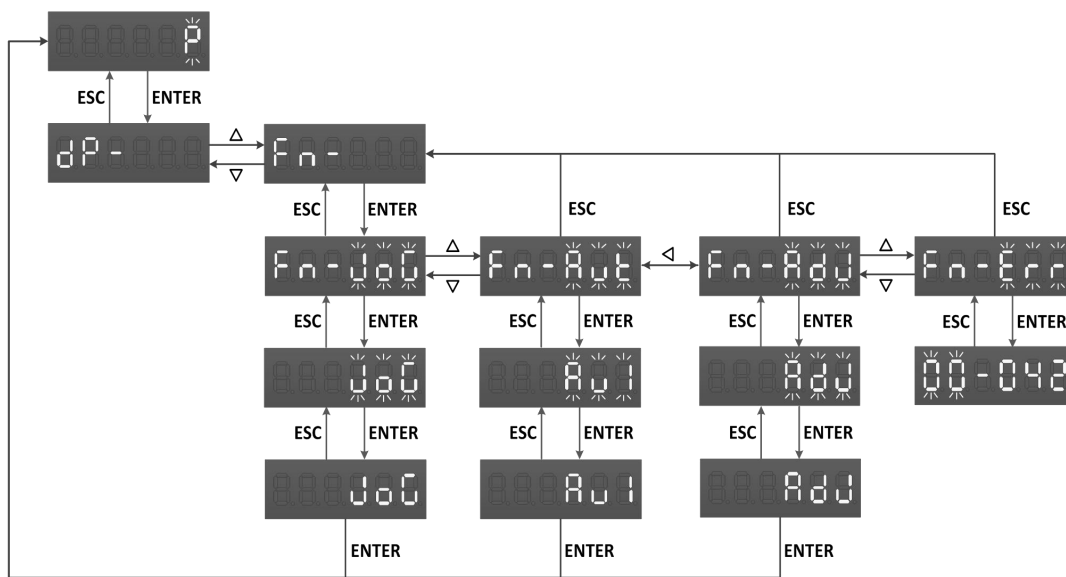 P
ESC ENTER
dP- △ ▽ Fn-
ESC ENTER ESC ESC ESC
Fn-JoG △ ▽ Fn-Aut ◁ Fn-AdJ △ ▽ Fn-Err
ESC ENTER ESC ENTER ESC ENTER ESC ENTER
JoG Au1 AdJ 00-042
ESC ENTER ESC ENTER ESC ENTER
JoG Au1 AdJ
ENTER ENTER ENTER